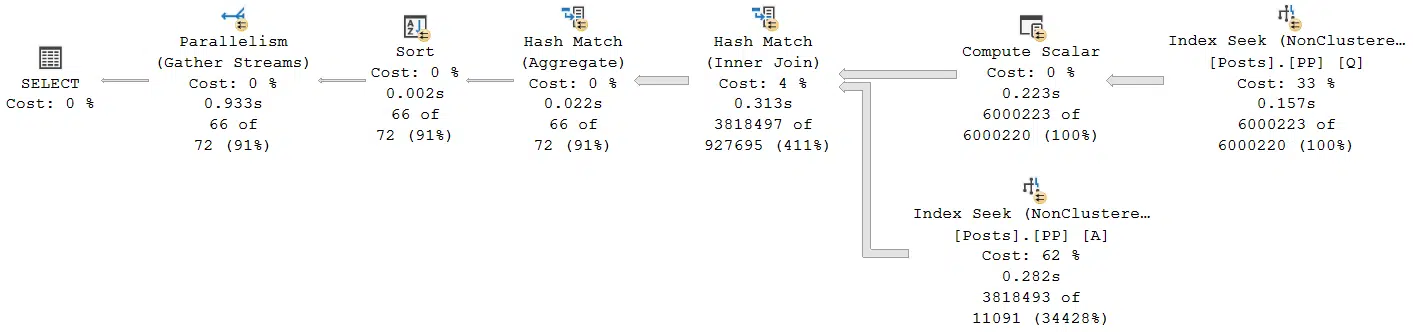 SELECT
Cost: 0 %
Parallelism
(Gather Streams)
Cost: 0 %
0.933s
66 of
72 (91%)
Sort
Cost: 0 %
0.002s
66 of
72 (91%)
Hash Match
(Aggregate)
Cost: 0 %
0.022s
66 of
72 (91%)
Hash Match
(Inner Join)
Cost: 4 %
0.313s
3818497 of
927695 (411%)
Compute Scalar
Cost: 0 %
0.223s
6000223 of
6000220 (100%)
Index Seek (NonClustere…
[Posts].[PP] [Q]
Cost: 33 %
0.157s
6000223 of
6000220 (100%)
Index Seek (NonClustere…
[Posts].[PP] [A]
Cost: 62 %
0.282s
3818493 of
11091 (34428%)